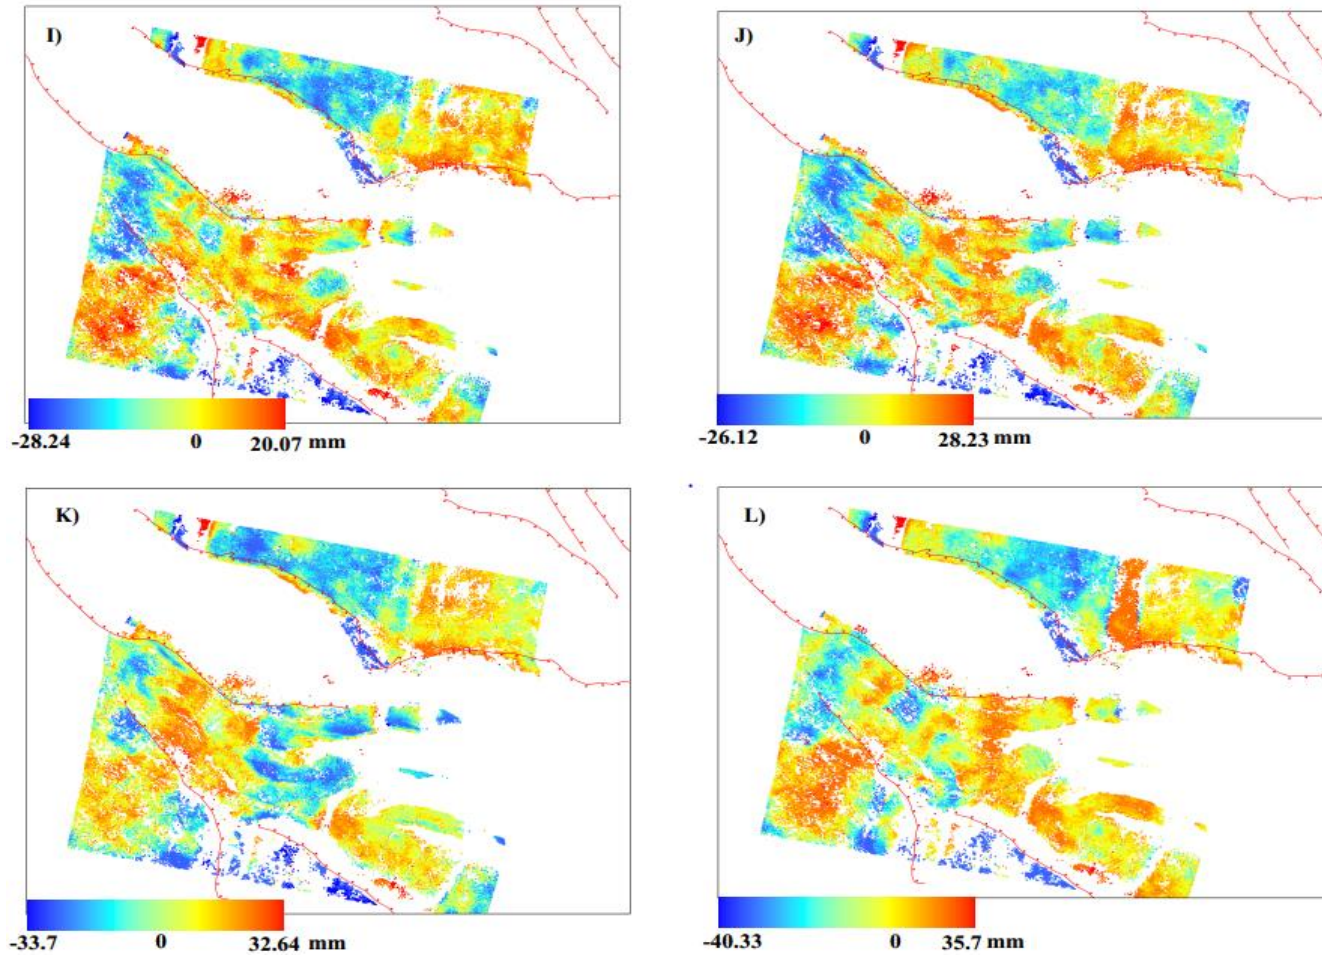 I)
-28.24 0 20.07 mm
J)
-26.12 0 28.23 mm
K)
-33.7 0 32.64 mm
L)
-40.33 0 35.7 mm